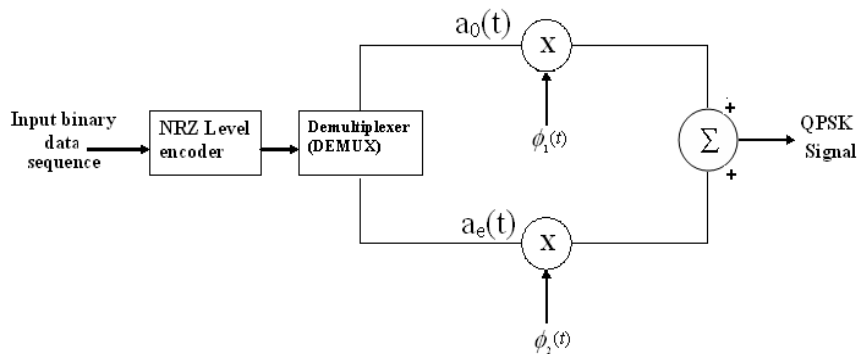 a₀(t)
X
ϕ₁(t)
Input binary
data
sequence
NRZ Level
encoder
Demultiplexer
(DEMUX)
+
Σ
+
QPSK
Signal
aₑ(t)
X
ϕ₂(t)